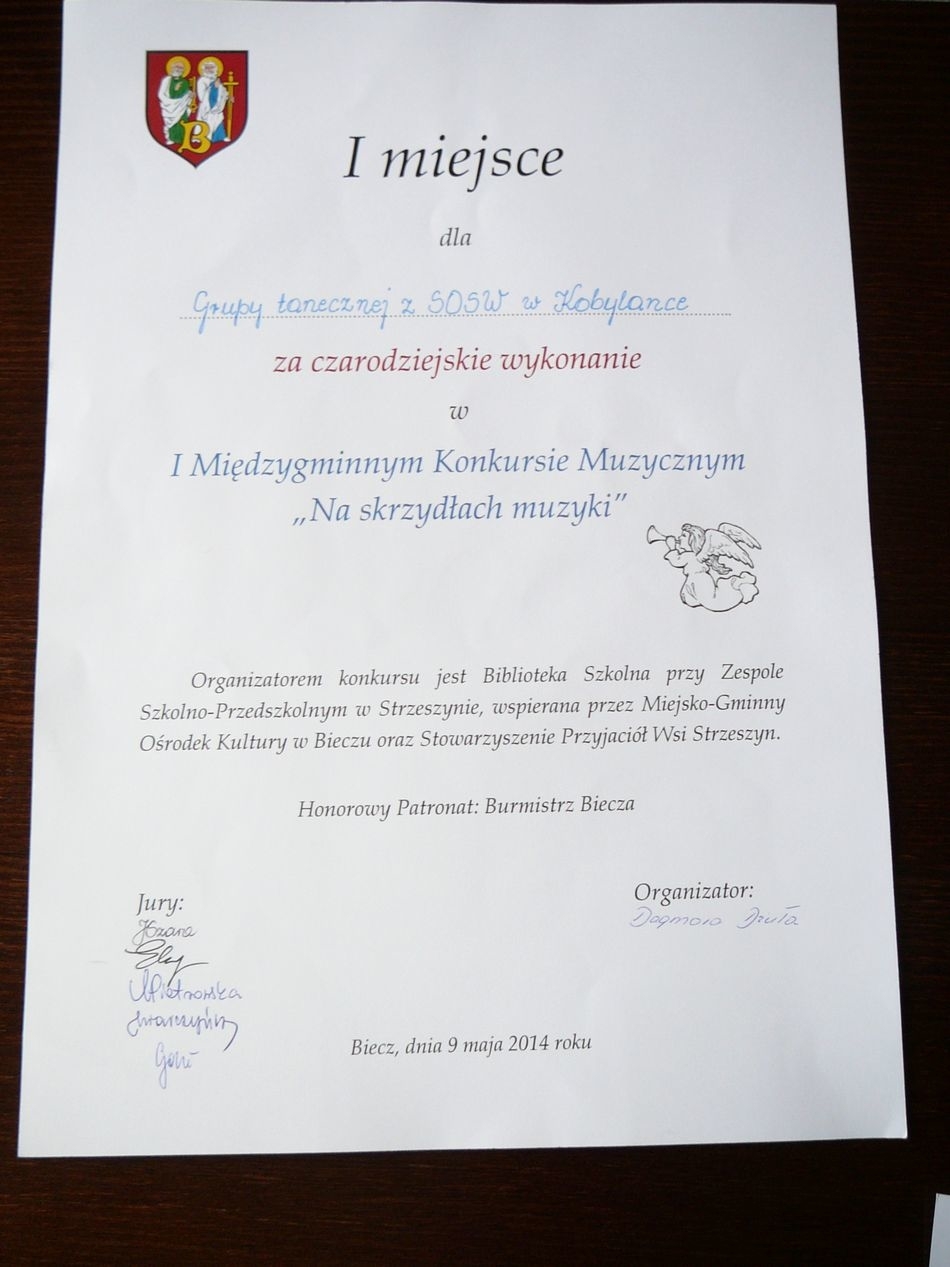 B
I miejsce
dla
Grupy tanecznej z SOSW w Kobylance
za czarodziejskie wykonanie
w
I Międzygminnym Konkursie Muzycznym
„Na skrzydłach muzyki”
Organizatorem konkursu jest Biblioteka Szkolna przy Zespole
Szkolno-Przedszkolnym w Strzeszynie, wspierana przez Miejsko-Gminny
Ośrodek Kultury w Bieczu oraz Stowarzyszenie Przyjaciół Wsi Strzeszyn.
Honorowy Patronat: Burmistrz Biecza
Jury:
Organizator:
Dagmara
Biecz, dnia 9 maja 2014 roku